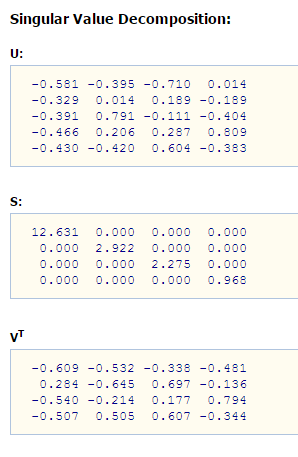 Singular Value Decomposition:
U:
-0.581 -0.395 -0.710 0.014
-0.329 0.014 0.189 -0.189
-0.391 0.791 -0.111 -0.404
-0.466 0.206 0.287 0.809
-0.430 -0.420 0.604 -0.383
S:
12.631 0.000 0.000 0.000
0.000 2.922 0.000 0.000
0.000 0.000 2.275 0.000
0.000 0.000 0.000 0.968
Vᵀ
-0.609 -0.532 -0.338 -0.481
0.284 -0.645 0.697 -0.136
-0.540 -0.214 0.177 0.794
-0.507 0.505 0.607 -0.344